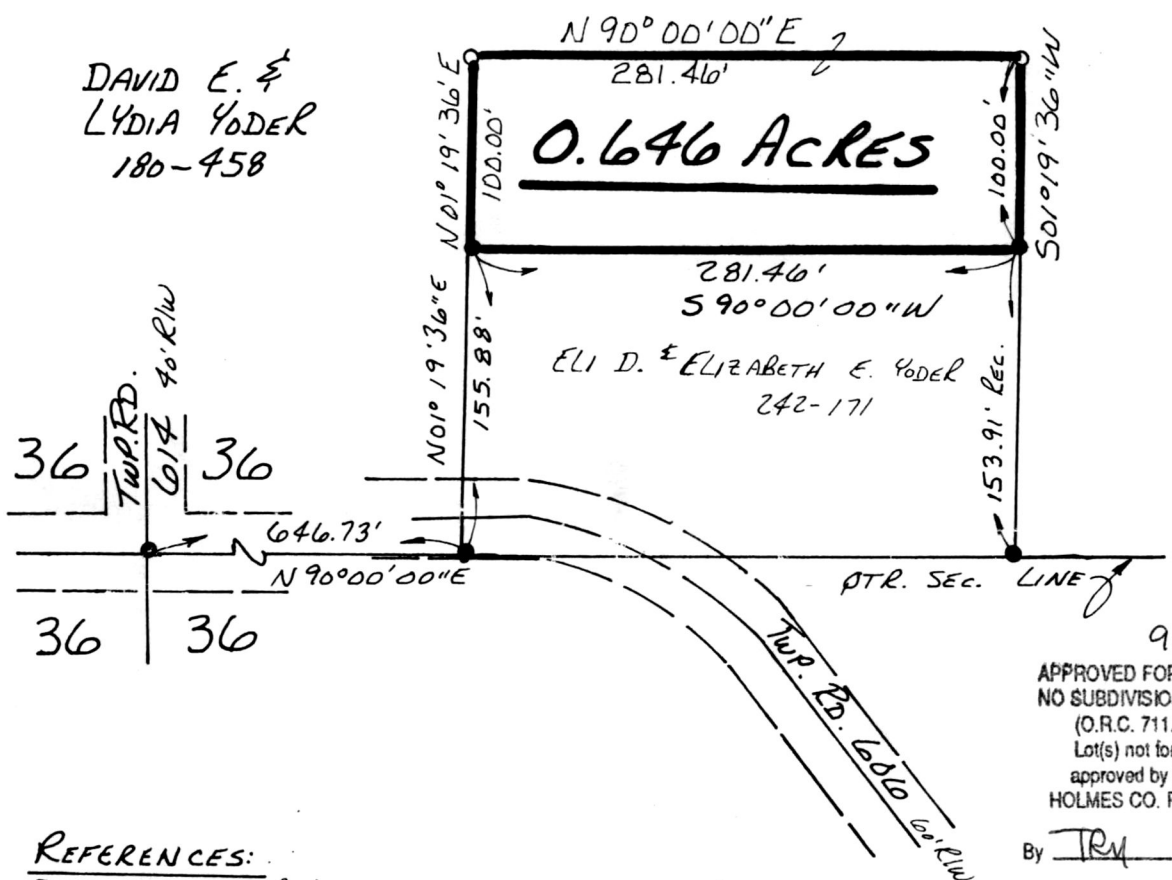 DAVID E. &
LYDIA YODER
180-458
N 90° 00' 00" E
281.46'
N 01° 19' 36" E
100.00'
0.646 ACRES
100.00'
S 01° 19' 36" W
281.46'
S 90° 00' 00" W
N 01° 19' 36" E
155.88'
ELI D. & ELIZABETH E. YODER
242-171
153.91' REC.
TWP. RD.
614 40' R/W
36 36
646.73'
N 90° 00' 00" E
QTR. SEC. LINE
36 36
TWP. RD. 606 60' R/W
9
APPROVED FOR
NO SUBDIVISIO
(O.R.C. 711.
Lot(s) not for
approved by
HOLMES CO.
By
REFERENCES: